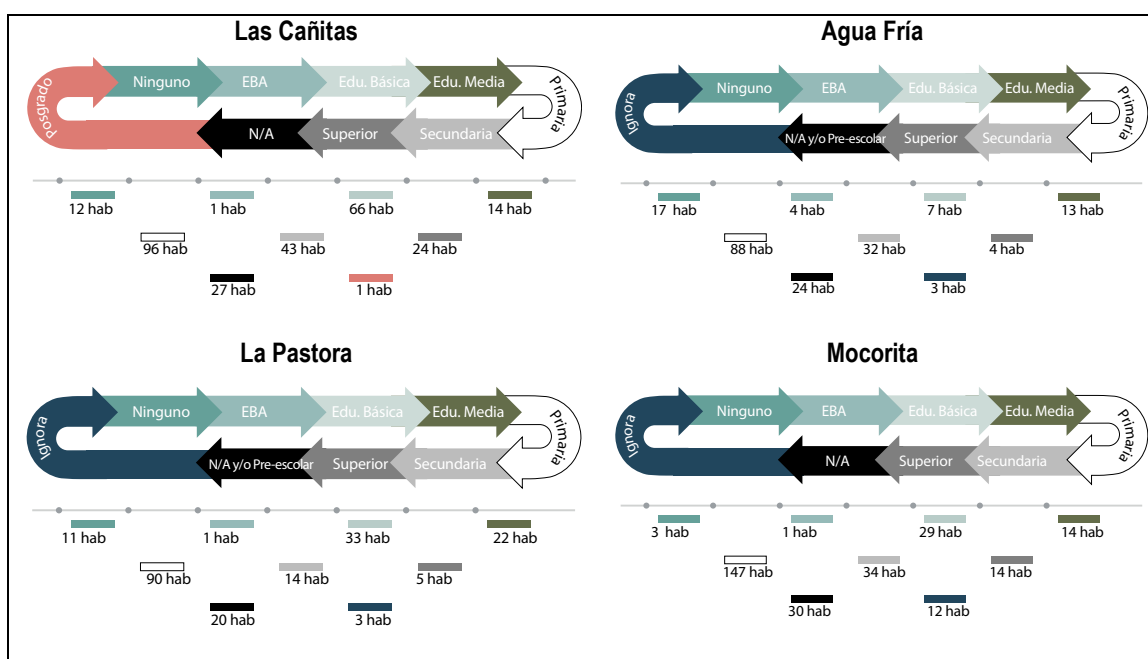 Las Cañitas
Ninguno EBA Edu. Básica Edu. Media
Posgrado
Primaria
N/A Superior Secundaria
12 hab 1 hab 66 hab 14 hab
96 hab 43 hab 24 hab
27 hab 1 hab
Agua Fría
Ninguno EBA Edu. Básica Edu. Media
Ignora
Primaria
N/A y/o Pre-escolar Superior Secundaria
17 hab 4 hab 7 hab 13 hab
88 hab 32 hab 4 hab
24 hab 3 hab
La Pastora
Ninguno EBA Edu. Básica Edu. Media
Ignora
Primaria
N/A y/o Pre-escolar Superior Secundaria
11 hab 1 hab 33 hab 22 hab
90 hab 14 hab 5 hab
20 hab 3 hab
Mocorita
Ninguno EBA Edu. Básica Edu. Media
Ignora
Primaria
N/A Superior Secundaria
3 hab 1 hab 29 hab 14 hab
147 hab 34 hab 14 hab
30 hab 12 hab